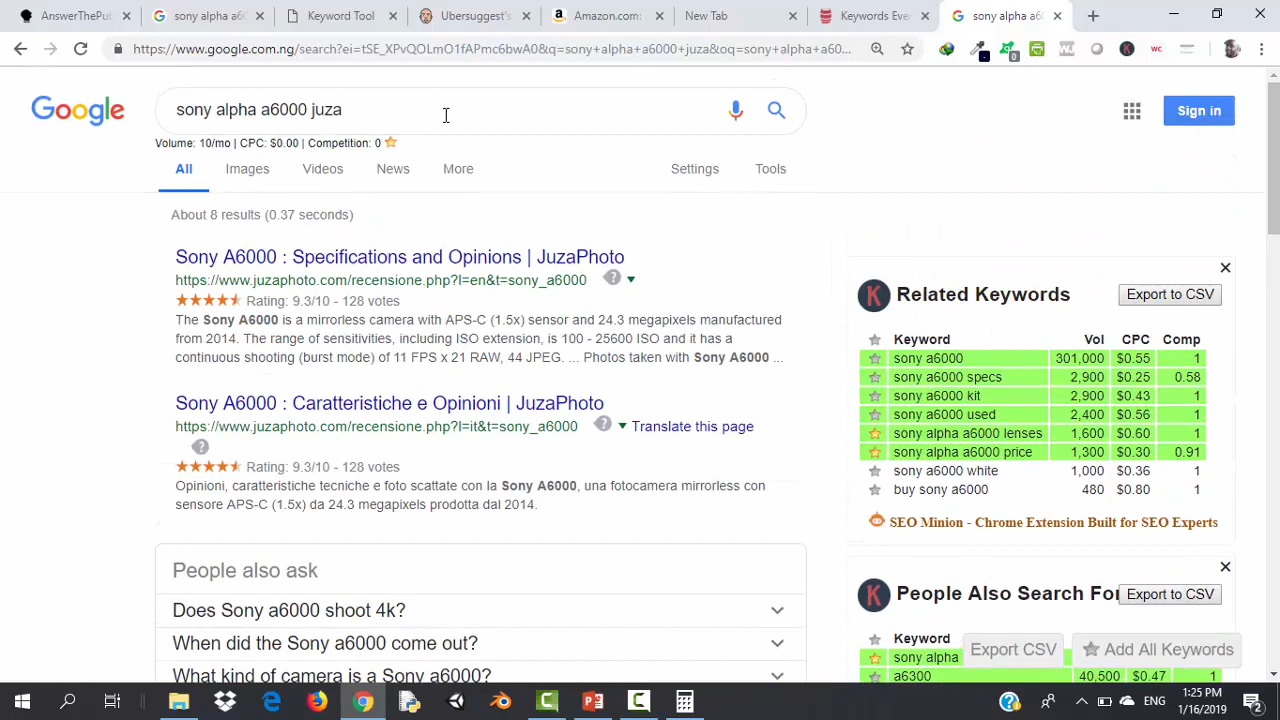 AnswerThePu
sony alpha a6
Keyword Tool
Ubersuggest's
Amazon.com:
New Tab
Keywords Eve
sony alpha a6
https://www.google.com.ng/search?ei=tSE_XPvQOLmO1fAPmc6bwA0&q=sony+alpha+a6000+juza&oq=sony+alpha+a60...
Google
sony alpha a6000 juza
Sign in
Volume: 10/mo | CPC: $0.00 | Competition: 0
All Images Videos News More Settings Tools
About 8 results (0.37 seconds)
Sony A6000 : Specifications and Opinions | JuzaPhoto
https://www.juzaphoto.com/recensione.php?l=en&t=sony_a6000
Rating: 9.3/10 - 128 votes
The Sony A6000 is a mirrorless camera with APS-C (1.5x) sensor and 24.3 megapixels manufactured
from 2014. The range of sensitivities, including ISO extension, is 100 - 25600 ISO and it has a
continuous shooting (burst mode) of 11 FPS x 21 RAW, 44 JPEG. ... Photos taken with Sony A6000 ...
Sony A6000 : Caratteristiche e Opinioni | JuzaPhoto
https://www.juzaphoto.com/recensione.php?l=it&t=sony_a6000 Translate this page
Rating: 9.3/10 - 128 votes
Opinioni, caratteristiche tecniche e foto scattate con la Sony A6000, una fotocamera mirrorless con
sensore APS-C (1.5x) da 24.3 megapixels prodotta dal 2014.
People also ask
Does Sony a6000 shoot 4k?
When did the Sony a6000 come out?
What kind of camera is a Sony a6000?
Related Keywords Export to CSV
Keyword Vol CPC Comp
sony a6000 301,000 $0.55 1
sony a6000 specs 2,900 $0.25 0.58
sony a6000 kit 2,900 $0.43 1
sony a6000 used 2,400 $0.56 1
sony alpha a6000 lenses 1,600 $0.60 1
sony alpha a6000 price 1,300 $0.30 0.91
sony a6000 white 1,000 $0.36 1
buy sony a6000 480 $0.80 1
SEO Minion - Chrome Extension Built for SEO Experts
People Also Search For Export to CSV
Keyword
Export CSV Add All Keywords
sony alpha
a6300 40,500 $0.47 1
ENG
1:25 PM
1/16/2019
2